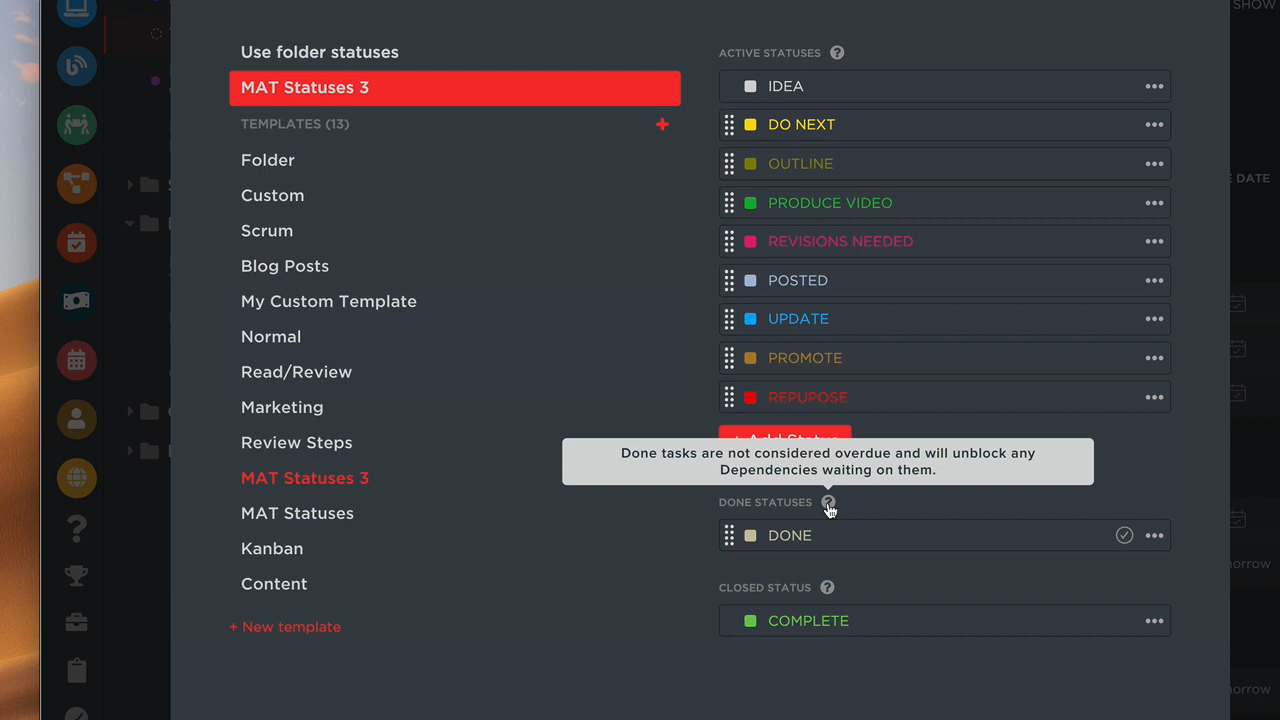 SHOW
Use folder statuses
MAT Statuses 3
TEMPLATES (13)
Folder
Custom
Scrum
Blog Posts
My Custom Template
Normal
Read/Review
Marketing
Review Steps
MAT Statuses 3
MAT Statuses
Kanban
Content
+ New template
ACTIVE STATUSES ?
IDEA
DO NEXT
OUTLINE
PRODUCE VIDEO
REVISIONS NEEDED
POSTED
UPDATE
PROMOTE
REPUPOSE
+ Add Status
Done tasks are not considered overdue and will unblock any
Dependencies waiting on them.
DONE STATUSES ?
DONE
CLOSED STATUS ?
COMPLETE
DATE